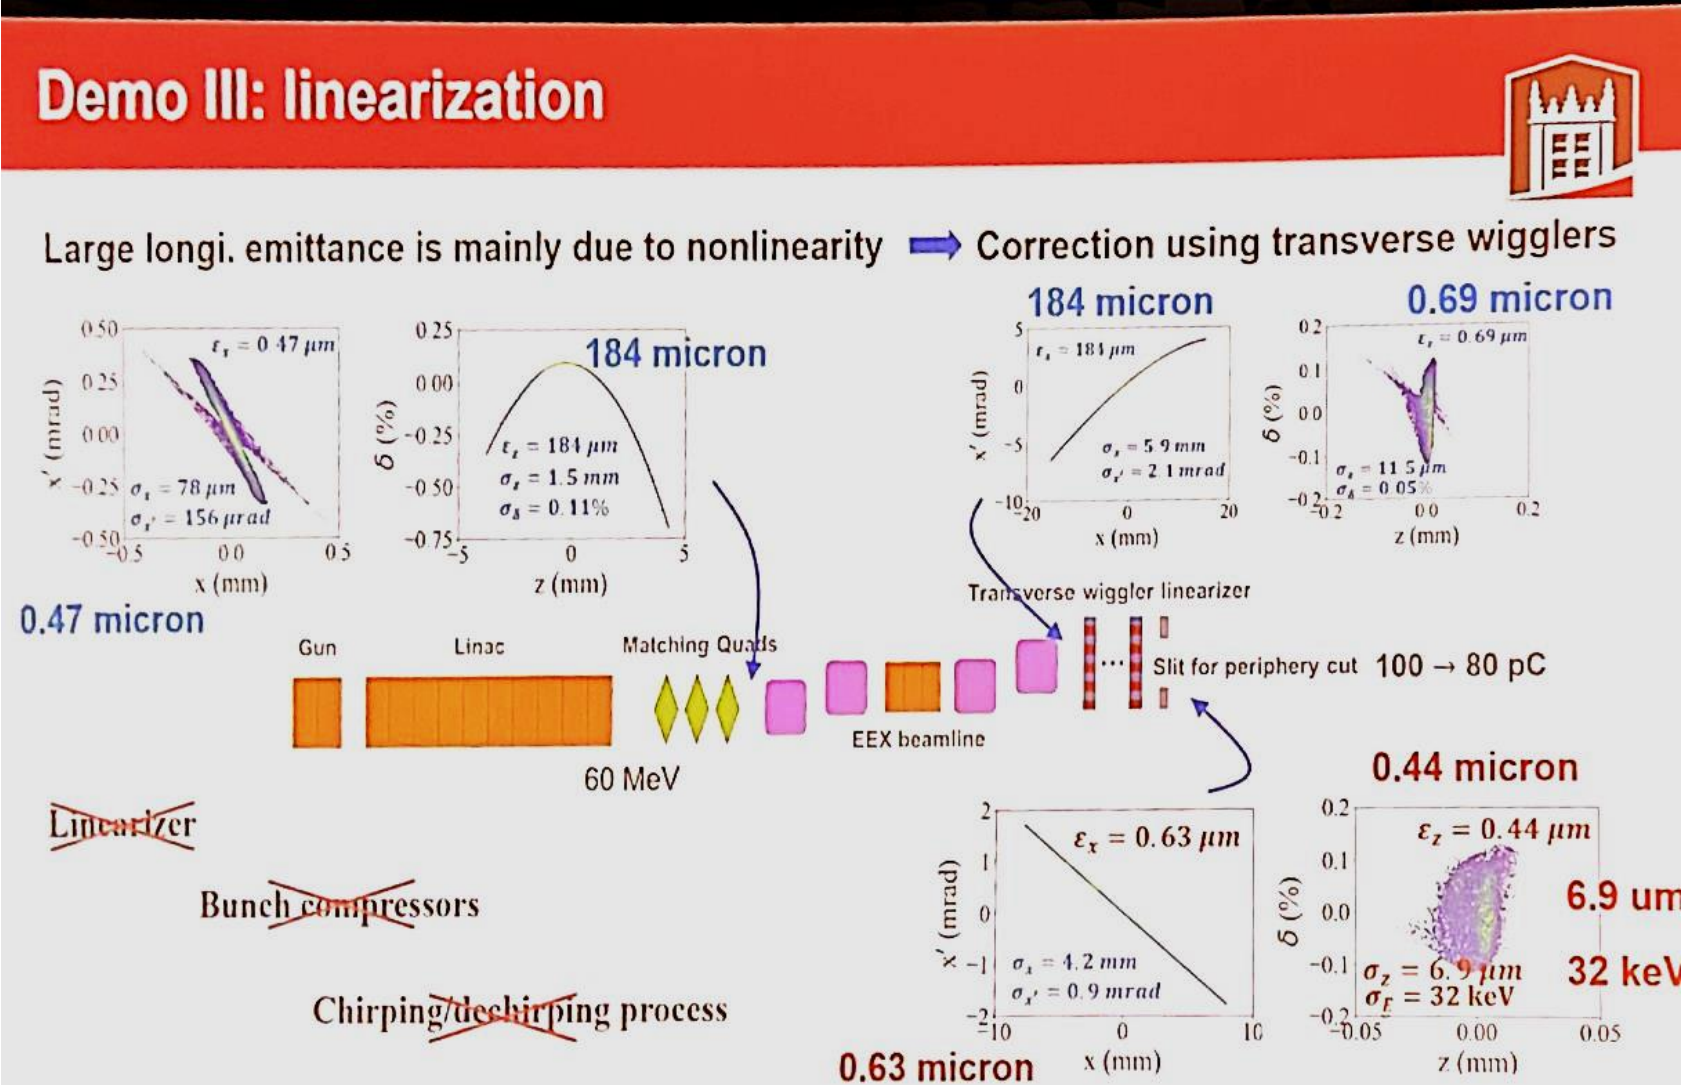 Demo III: linearization
Large longi. emittance is mainly due to nonlinearity
Correction using transverse wigglers
184 micron
0.69 micron
0.50
0.25
0.00
-0.25
-0.50
-0.5
0.0
0.5
x' (mrad)
x (mm)
εx = 0.47 μm
σx = 78 μm
σx' = 156 μrad
0.25
0.00
-0.25
-0.50
-0.75
-5
0
5
δ (%)
z (mm)
184 micron
εz = 184 μm
σz = 1.5 mm
σδ = 0.11%
5
0
-5
-10
-20
0
20
x' (mrad)
x (mm)
εx = 184 μm
σx = 5.9 mm
σx' = 2.1 mrad
0.2
0.1
0.0
-0.1
-0.2
-0.2
0.0
0.2
δ (%)
z (mm)
εz = 0.69 μm
σz = 11.5 μm
σδ = 0.05%
0.47 micron
Gun
Linac
Matching Quads
Transverse wiggler linearizer
...
Slit for periphery cut
100 → 80 pC
EEX beamline
60 MeV
0.44 micron
Linearizer
Bunch compressors
Chirping/dechirping process
2
1
0
-1
-2
-10
0
10
x' (mrad)
x (mm)
εx = 0.63 μm
σx = 4.2 mm
σx' = 0.9 mrad
0.2
0.1
0.0
-0.1
-0.2
-0.05
0.00
0.05
δ (%)
z (mm)
εz = 0.44 μm
σz = 6.9 μm
σE = 32 keV
6.9 um
32 keV
0.63 micron